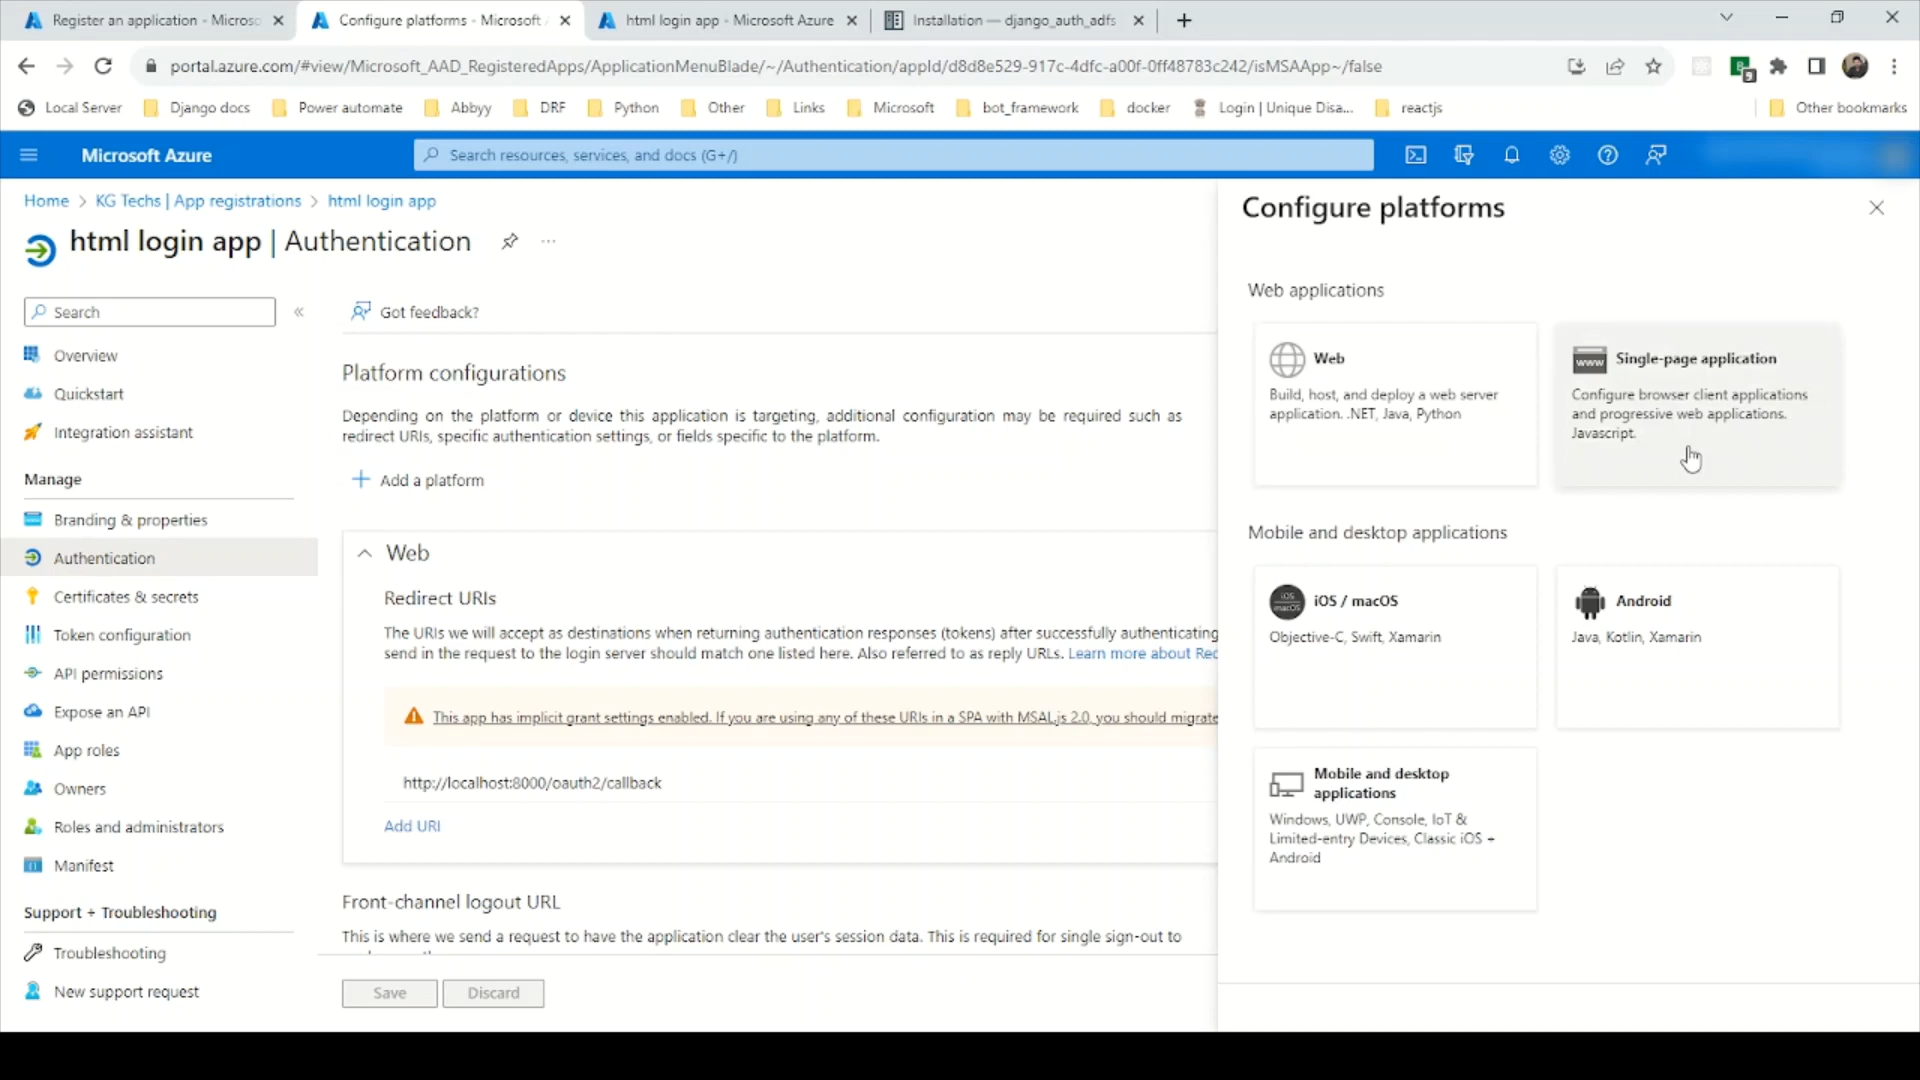 Register an application - Microso
Configure platforms - Microsoft
html login app - Microsoft Azure
Installation — django_auth_adfs
portal.azure.com/#view/Microsoft_AAD_RegisteredApps/ApplicationMenuBlade/~/Authentication/appId/d8d8e529-917c-4dfc-a00f-0ff48783c242/isMSAApp~/false
Local Server
Django docs
Power automate
Abbyy
DRF
Python
Other
Links
Microsoft
bot_framework
docker
Login | Unique Disa...
reactjs
Other bookmarks
Microsoft Azure
Search resources, services, and docs (G+/)
Home > KG Techs | App registrations > html login app
html login app | Authentication
Search
Overview
Quickstart
Integration assistant
Manage
Branding & properties
Authentication
Certificates & secrets
Token configuration
API permissions
Expose an API
App roles
Owners
Roles and administrators
Manifest
Support + Troubleshooting
Troubleshooting
New support request
Got feedback?
Platform configurations
Depending on the platform or device this application is targeting, additional configuration may be required such as
redirect URIs, specific authentication settings, or fields specific to the platform.
Add a platform
Web
Redirect URIs
The URIs we will accept as destinations when returning authentication responses (tokens) after successfully authenticating
send in the request to the login server should match one listed here. Also referred to as reply URLs. Learn more about Red
This app has implicit grant settings enabled. If you are using any of these URIs in a SPA with MSAL.js 2.0, you should migrate
http://localhost:8000/oauth2/callback
Add URI
Front-channel logout URL
This is where we send a request to have the application clear the user's session data. This is required for single sign-out to
Save
Discard
Configure platforms
Web applications
Web
Build, host, and deploy a web server
application. .NET, Java, Python
Single-page application
www
Configure browser client applications
and progressive web applications.
Javascript.
Mobile and desktop applications
iOS / macOS
iOS
macOS
Objective-C, Swift, Xamarin
Android
Java, Kotlin, Xamarin
Mobile and desktop
applications
Windows, UWP, Console, IoT &
Limited-entry Devices, Classic iOS +
Android